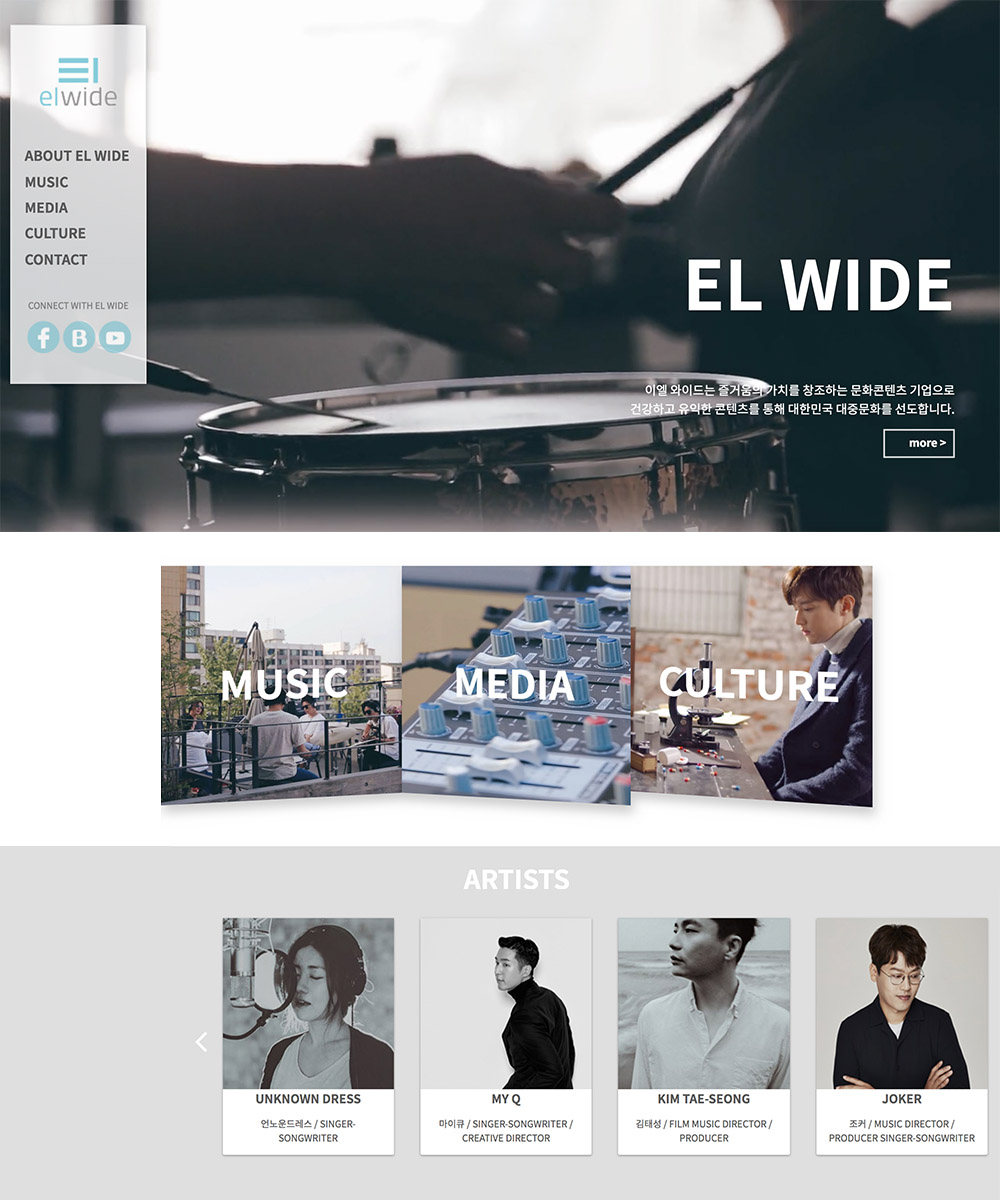 elwide
ABOUT EL WIDE
MUSIC
MEDIA
CULTURE
CONTACT
CONNECT WITH EL WIDE
EL WIDE
이엘 와이드는 즐거움의 가치를 창조하는 문화콘텐츠 기업으로
건강하고 유익한 콘텐츠를 통해 대한민국 대중문화를 선도합니다.
more >
MUSIC
MEDIA
CULTURE
ARTISTS
UNKNOWN DRESS
언노운드레스 / SINGER-
SONGWRITER
MY Q
마이큐 / SINGER-SONGWRITER /
CREATIVE DIRECTOR
KIM TAE-SEONG
김태성 / FILM MUSIC DIRECTOR /
PRODUCER
JOKER
조커 / MUSIC DIRECTOR /
PRODUCER SINGER-SONGWRITER